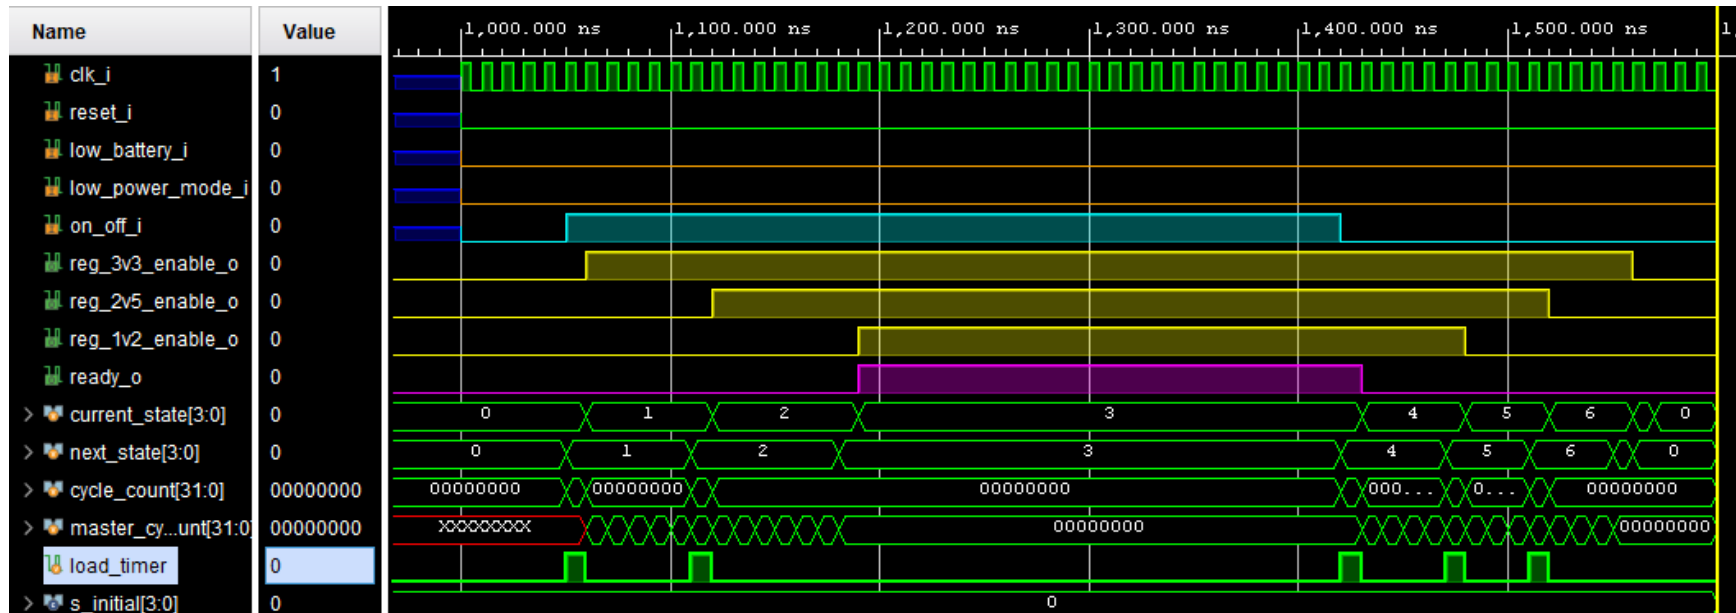 Name Value 1,000.000 ns 1,100.000 ns 1,200.000 ns 1,300.000 ns 1,400.000 ns 1,500.000 ns 1,
clk_i 1
reset_i 0
low_battery_i 0
low_power_mode_i 0
on_off_i 0
reg_3v3_enable_o 0
reg_2v5_enable_o 0
reg_1v2_enable_o 0
ready_o 0
current_state[3:0] 0 0 1 2 3 4 5 6 0
next_state[3:0] 0 0 1 2 3 4 5 6 0
cycle_count[31:0] 00000000 00000000 00000000 00000000 000... 0... 00000000
master_cy...unt[31:0] 00000000 XXXXXXXX 00000000 00000000
load_timer 0
s_initial[3:0] 0 0